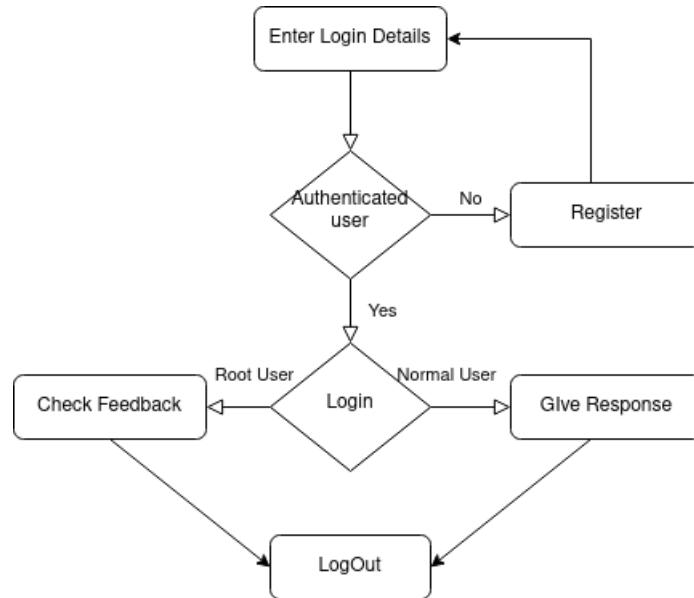 Enter Login Details
Authenticated
user
No
Register
Yes
Root User
Normal User
Check Feedback
Login
GIve Response
LogOut